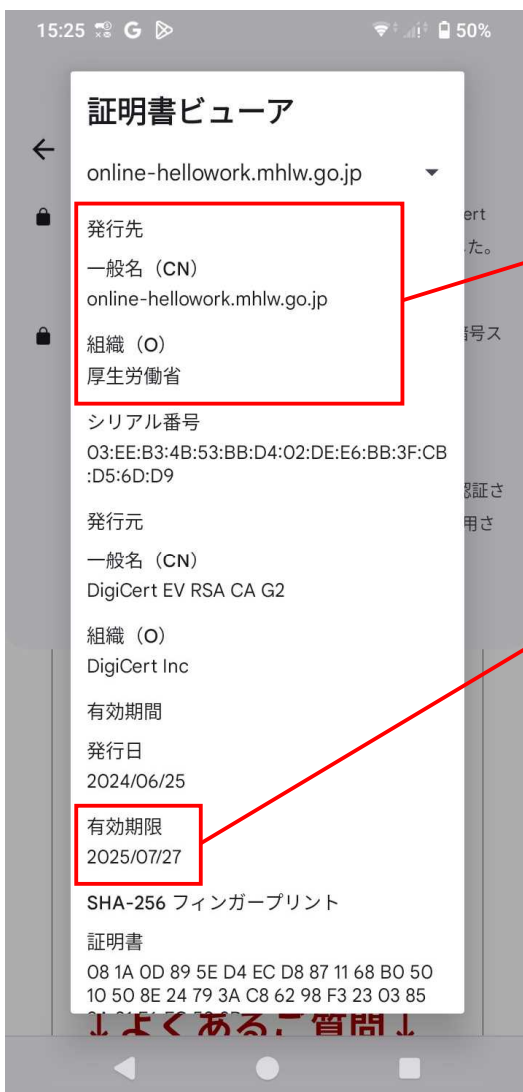 15:25 G 50%
証明書ビューア
online-hellowork.mhlw.go.jp
発行先
ert
一般名（CN）
した。
online-hellowork.mhlw.go.jp
組織（O）
暗号ス
厚生労働省
シリアル番号
03:EE:B3:4B:53:BB:D4:02:DE:E6:BB:3F:CB
:D5:6D:D9
認証さ
発行元
用さ
一般名（CN）
DigiCert EV RSA CA G2
組織（O）
DigiCert Inc
有効期間
発行日
2024/06/25
有効期限
2025/07/27
SHA-256 フィンガープリント
証明書
08 1A 0D 89 5E D4 EC D8 87 11 68 B0 50
10 50 8E 24 79 3A C8 62 98 F3 23 03 85
↓よくあるご質問↓